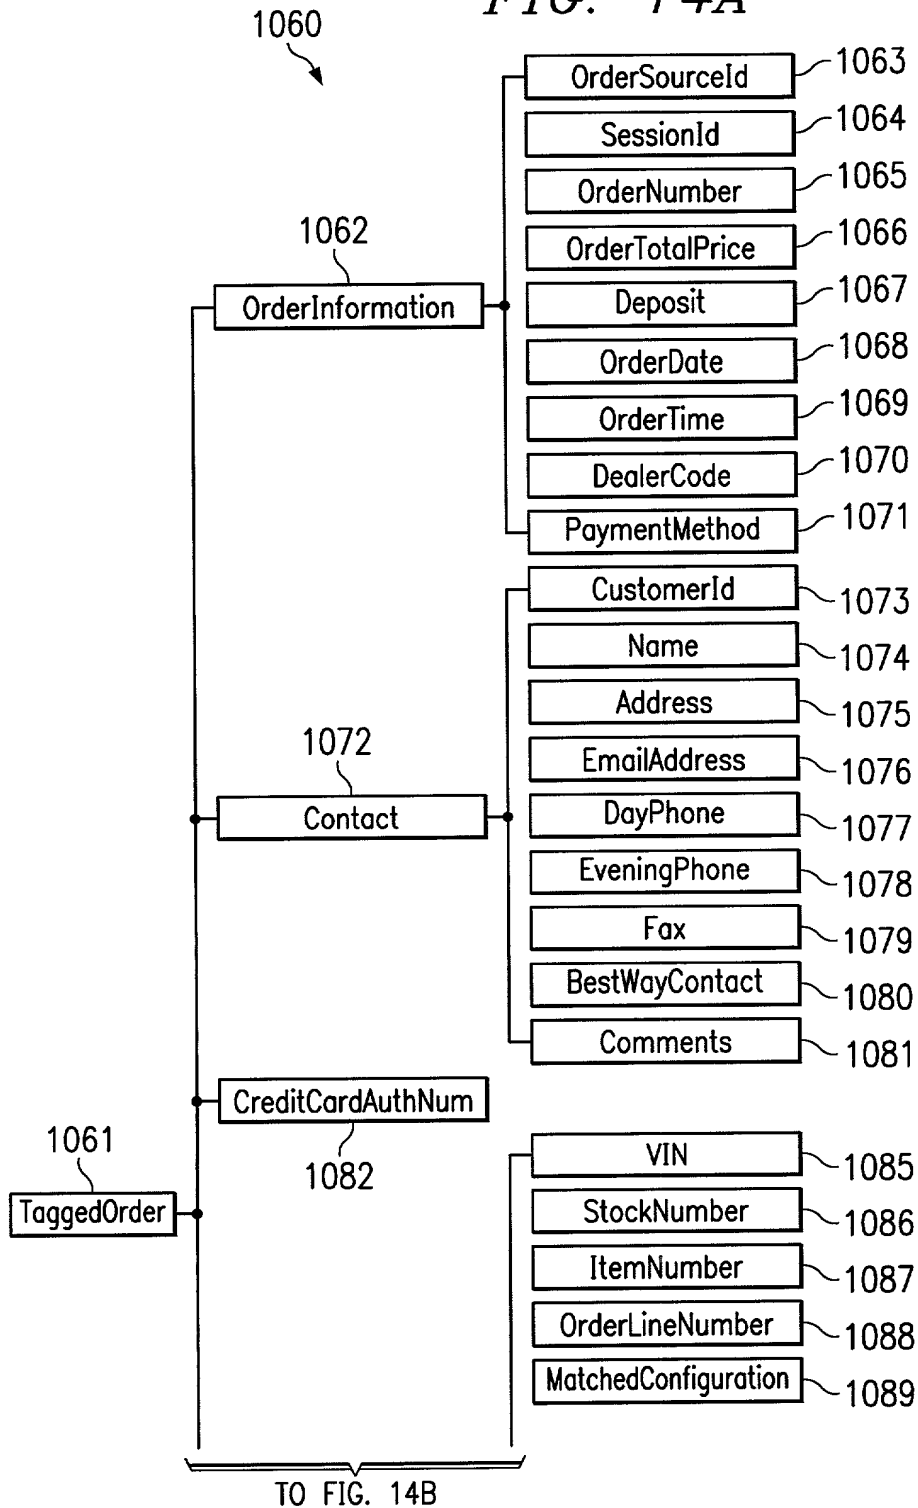 FIG. 14A
1060
OrderSourceId 1063
SessionId 1064
OrderNumber 1065
OrderTotalPrice 1066
1062
OrderInformation
Deposit 1067
OrderDate 1068
OrderTime 1069
DealerCode 1070
PaymentMethod 1071
CustomerId 1073
Name 1074
Address 1075
1072
EmailAddress 1076
Contact
DayPhone 1077
EveningPhone 1078
Fax 1079
BestWayContact 1080
Comments 1081
CreditCardAuthNum
1082
1061
TaggedOrder
VIN 1085
StockNumber 1086
ItemNumber 1087
OrderLineNumber 1088
MatchedConfiguration 1089
TO FIG. 14B